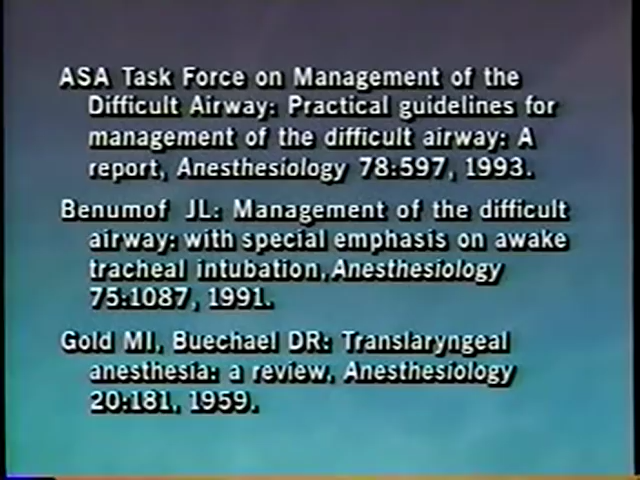 ASA Task Force on Management of the
Difficult Airway: Practical guidelines for
management of the difficult airway: A
report, Anesthesiology 78:597, 1993.
Benumof JL: Management of the difficult
airway: with special emphasis on awake
tracheal intubation, Anesthesiology
75:1087, 1991.
Gold MI, Buechael DR: Translaryngeal
anesthesia: a review, Anesthesiology
20:181, 1959.